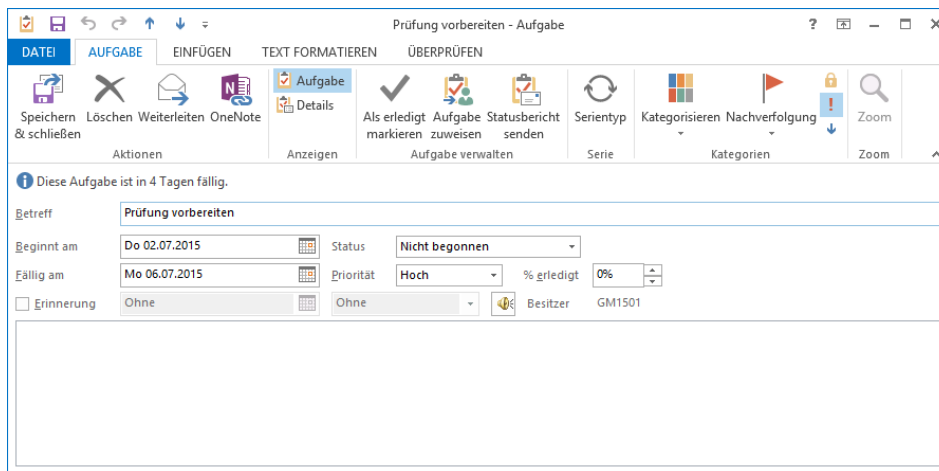 Prüfung vorbereiten - Aufgabe
?
DATEI AUFGABE EINFÜGEN TEXT FORMATIEREN ÜBERPRÜFEN
Speichern & schließen
Löschen
Weiterleiten
OneNote
Aktionen
Aufgabe
Details
Anzeigen
Als erledigt markieren
Aufgabe zuweisen
Statusbericht senden
Aufgabe verwalten
Serientyp
Serie
Kategorisieren
Nachverfolgung
!
Kategorien
Zoom
Zoom
Diese Aufgabe ist in 4 Tagen fällig.
Betreff Prüfung vorbereiten
Beginnt am Do 02.07.2015 Status Nicht begonnen
Fällig am Mo 06.07.2015 Priorität Hoch % erledigt 0%
Erinnerung Ohne Ohne Besitzer GM1501